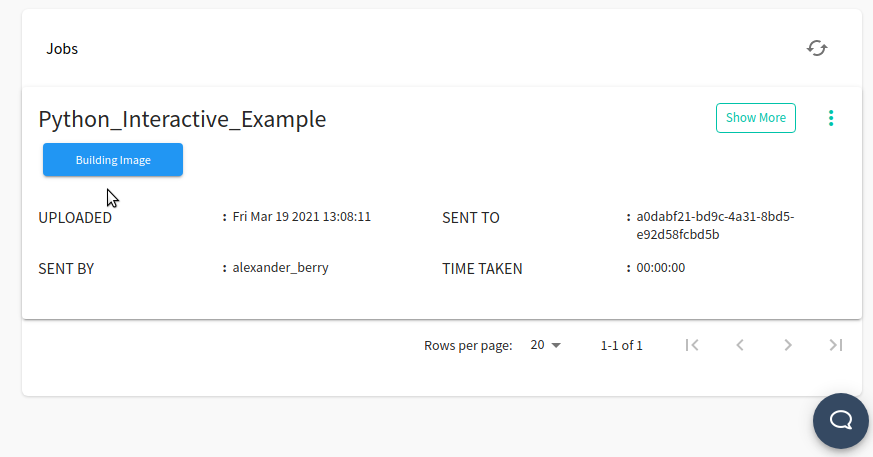 Jobs
Python_Interactive_Example
Show More
Building Image
UPLOADED : Fri Mar 19 2021 13:08:11 SENT TO : a0dabf21-bd9c-4a31-8bd5-
e92d58fcbd5b
SENT BY : alexander_berry TIME TAKEN : 00:00:00
Rows per page: 20 1-1 of 1